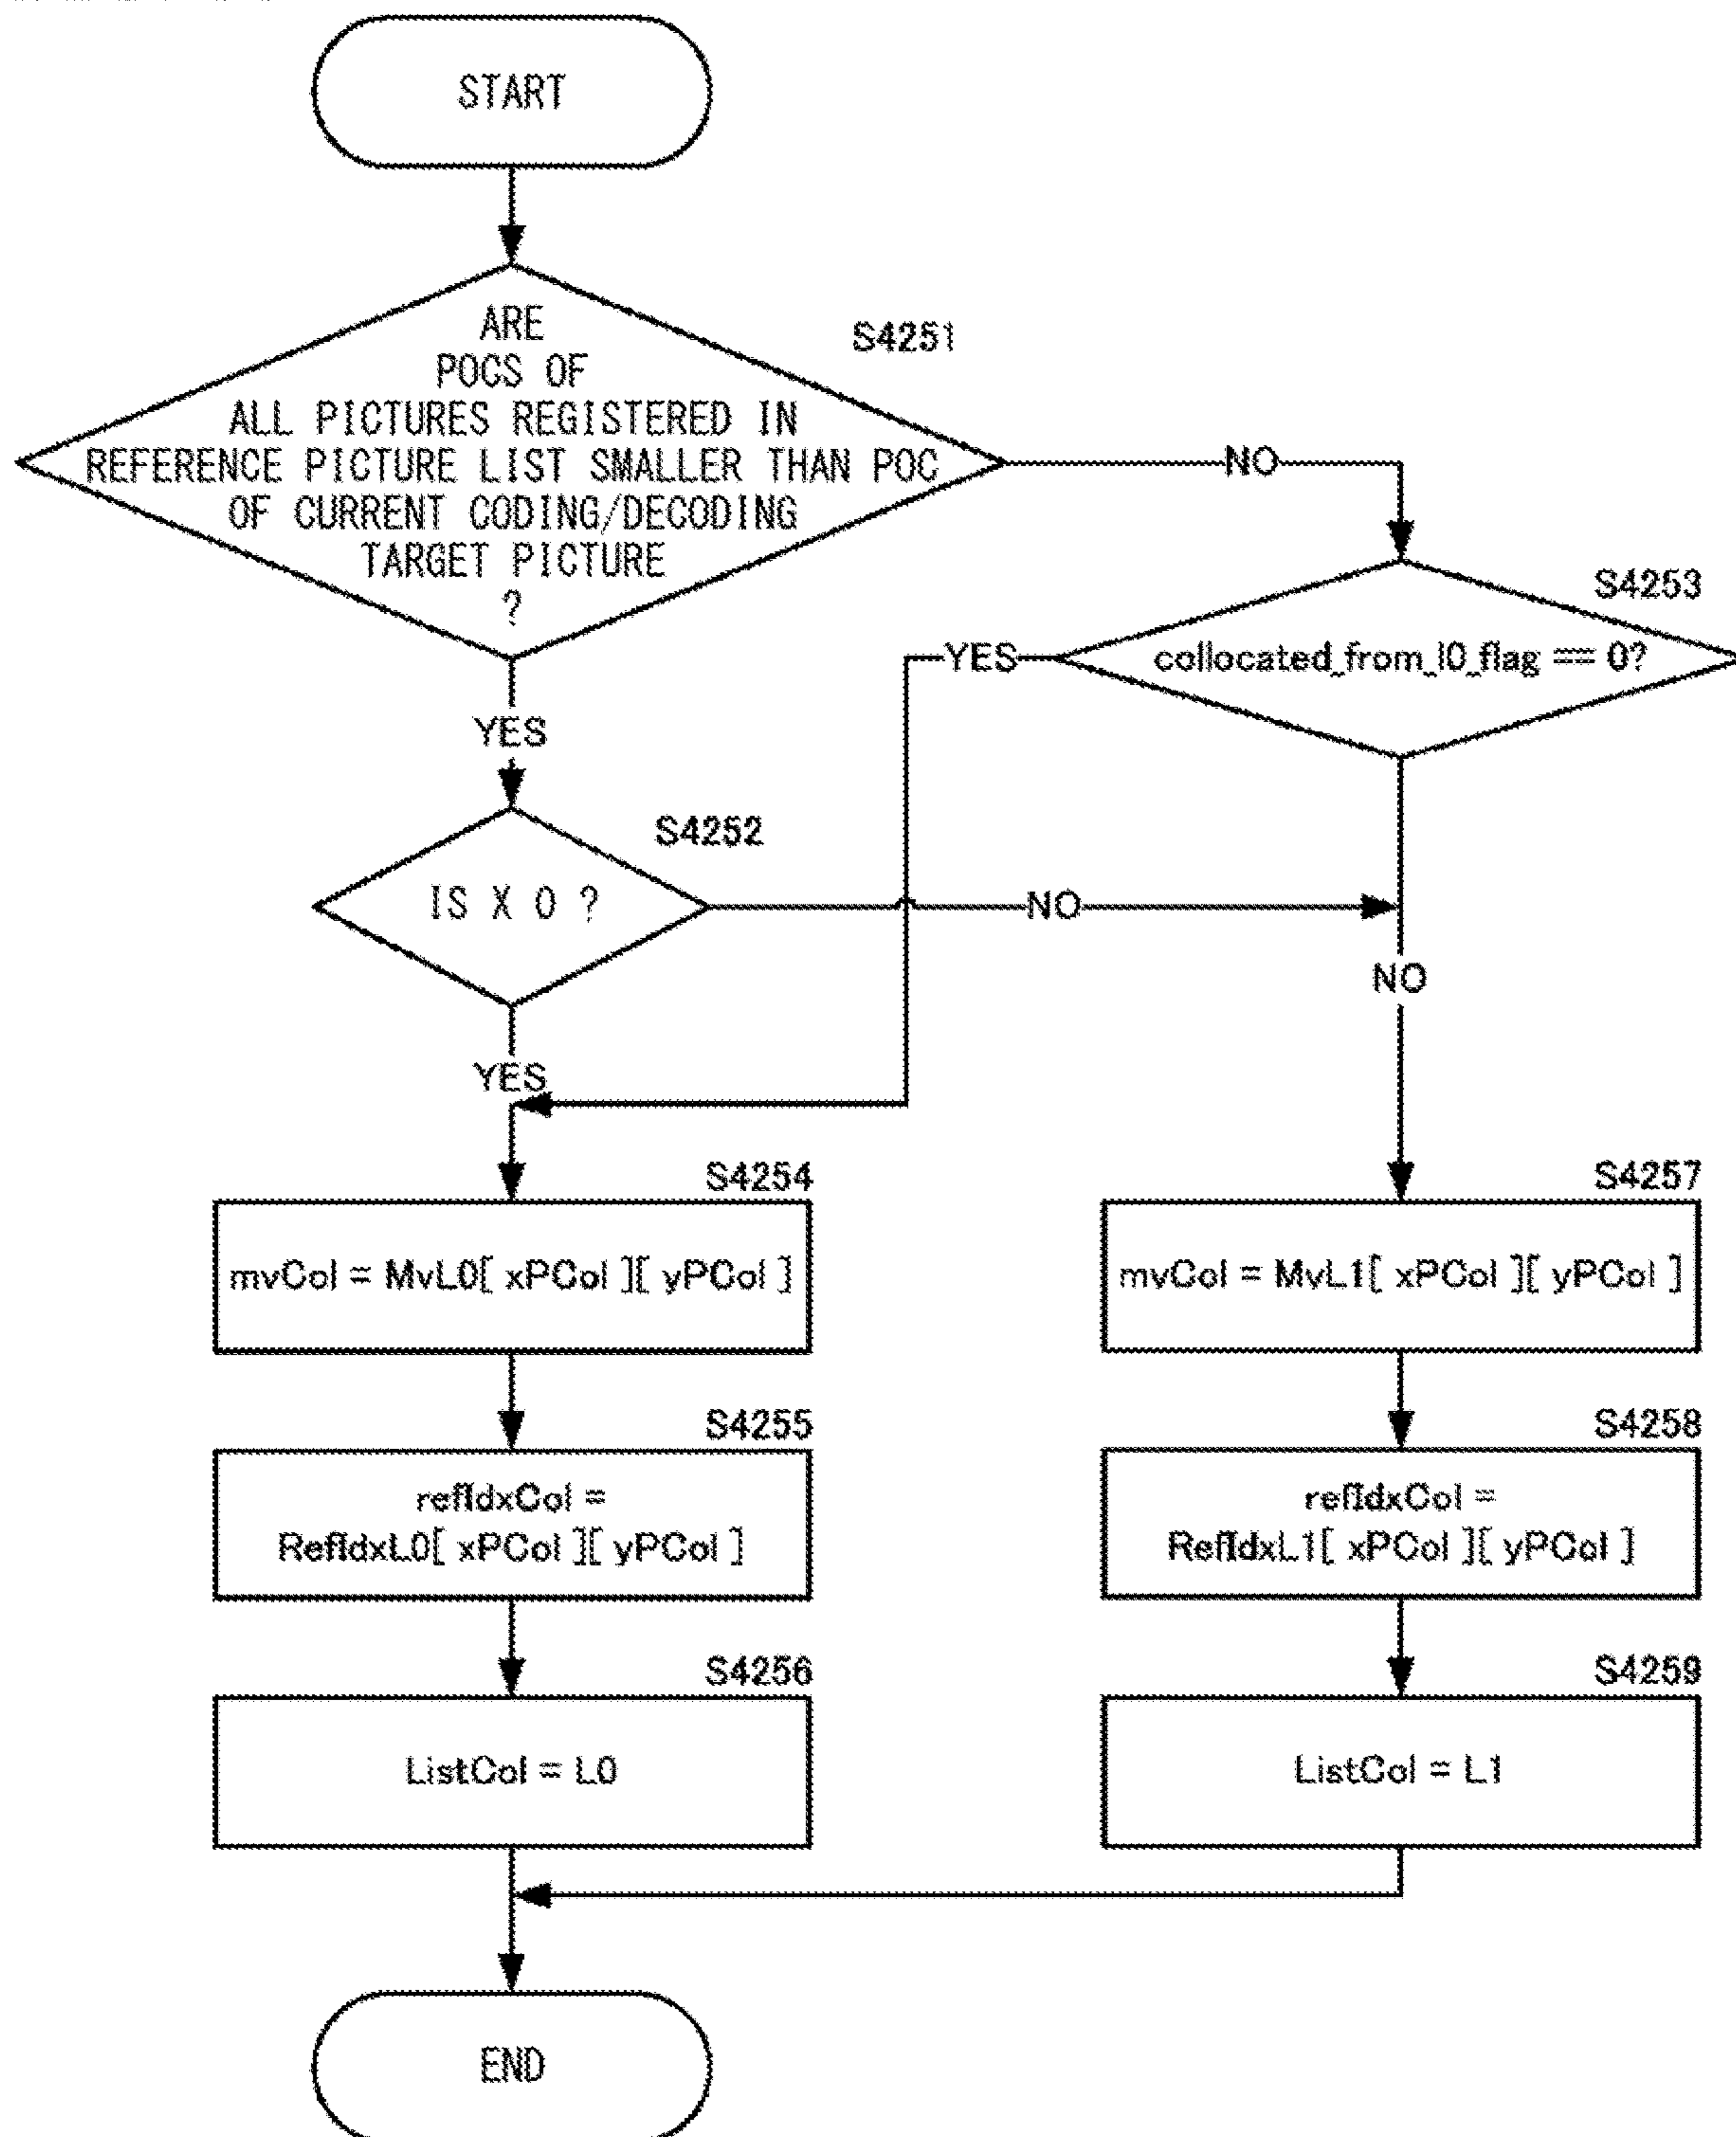 START
ARE
POCS OF
ALL PICTURES REGISTERED IN
REFERENCE PICTURE LIST SMALLER THAN POC
OF CURRENT CODING/DECODING
TARGET PICTURE
?
S4251
NO
YES
S4253
collocated_from_l0_flag == 0?
YES
NO
S4252
IS X 0 ?
NO
YES
S4254
mvCol = MvL0[ xPCol ][ yPCol ]
S4255
refIdxCol =
RefIdxL0[ xPCol ][ yPCol ]
S4256
ListCol = L0
S4257
mvCol = MvL1[ xPCol ][ yPCol ]
S4258
refIdxCol =
RefIdxL1[ xPCol ][ yPCol ]
S4259
ListCol = L1
END